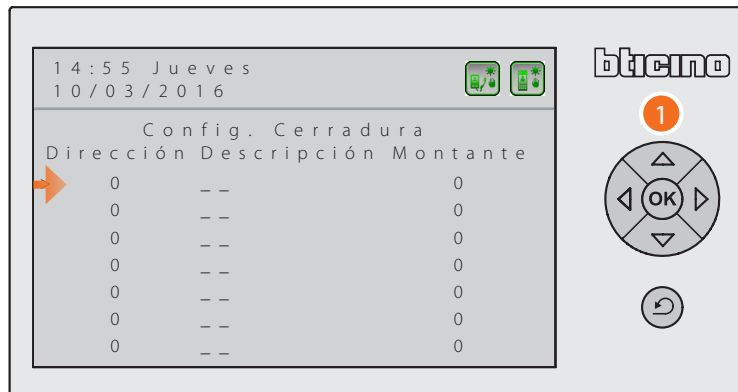 14:55 Jueves
10/03/2016
bticino
1
Config. Cerradura
Dirección Descripción Montante
0 _ _ 0
0 _ _ 0
0 _ _ 0
0 _ _ 0
0 _ _ 0
0 _ _ 0
0 _ _ 0
OK